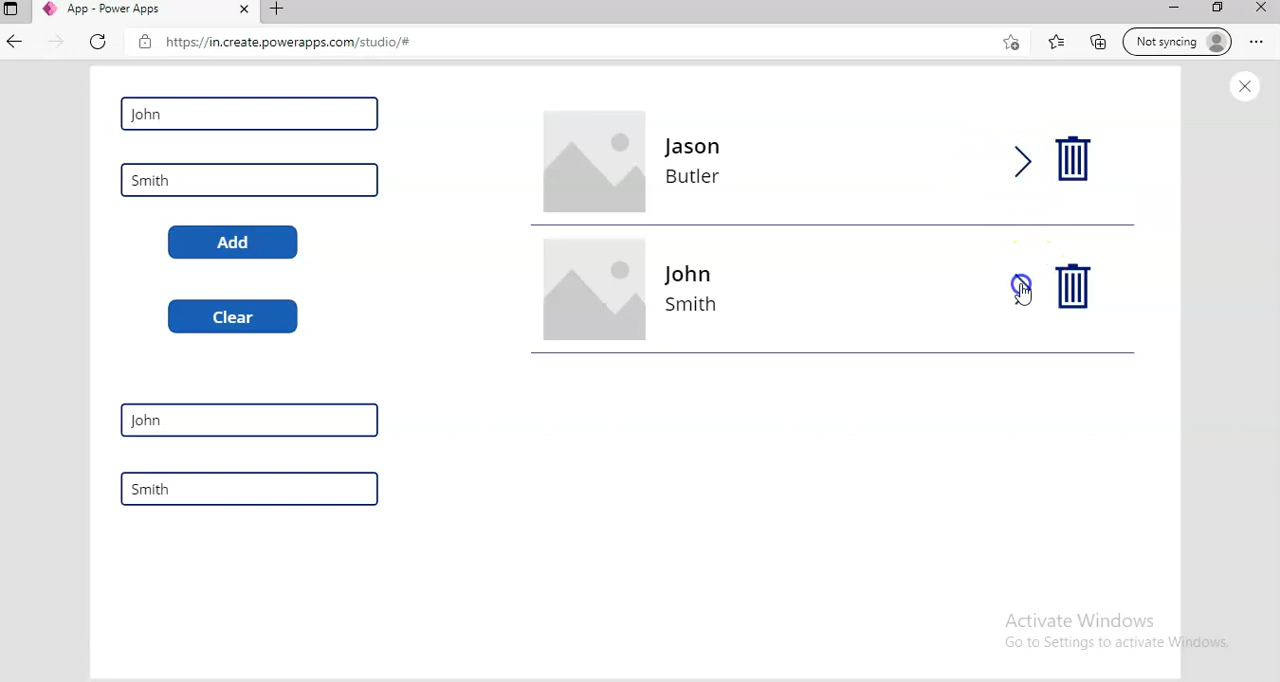 App - Power Apps
https://in.create.powerapps.com/studio/#
Not syncing
John
Smith
Add
Clear
John
Smith
Jason
Butler
John
Smith
Activate Windows
Go to Settings to activate Windows.